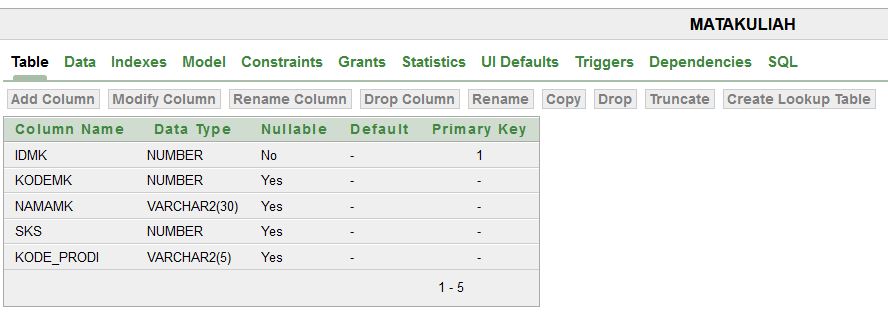 MATAKULIAH
Table Data Indexes Model Constraints Grants Statistics UI Defaults Triggers Dependencies SQL
Add Column Modify Column Rename Column Drop Column Rename Copy Drop Truncate Create Lookup Table
Column Name Data Type Nullable Default Primary Key
IDMK NUMBER No - 1
KODEMK NUMBER Yes - -
NAMAMK VARCHAR2(30) Yes - -
SKS NUMBER Yes - -
KODE_PRODI VARCHAR2(5) Yes - -
1 - 5